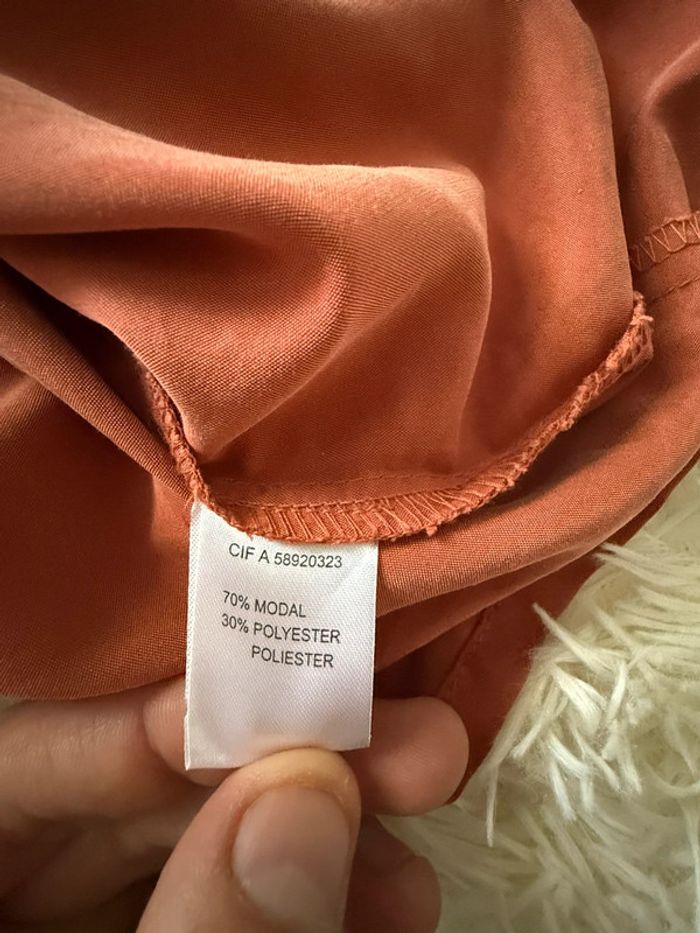 CIF A 58920323
70% MODAL
30% POLYESTER
POLIESTER